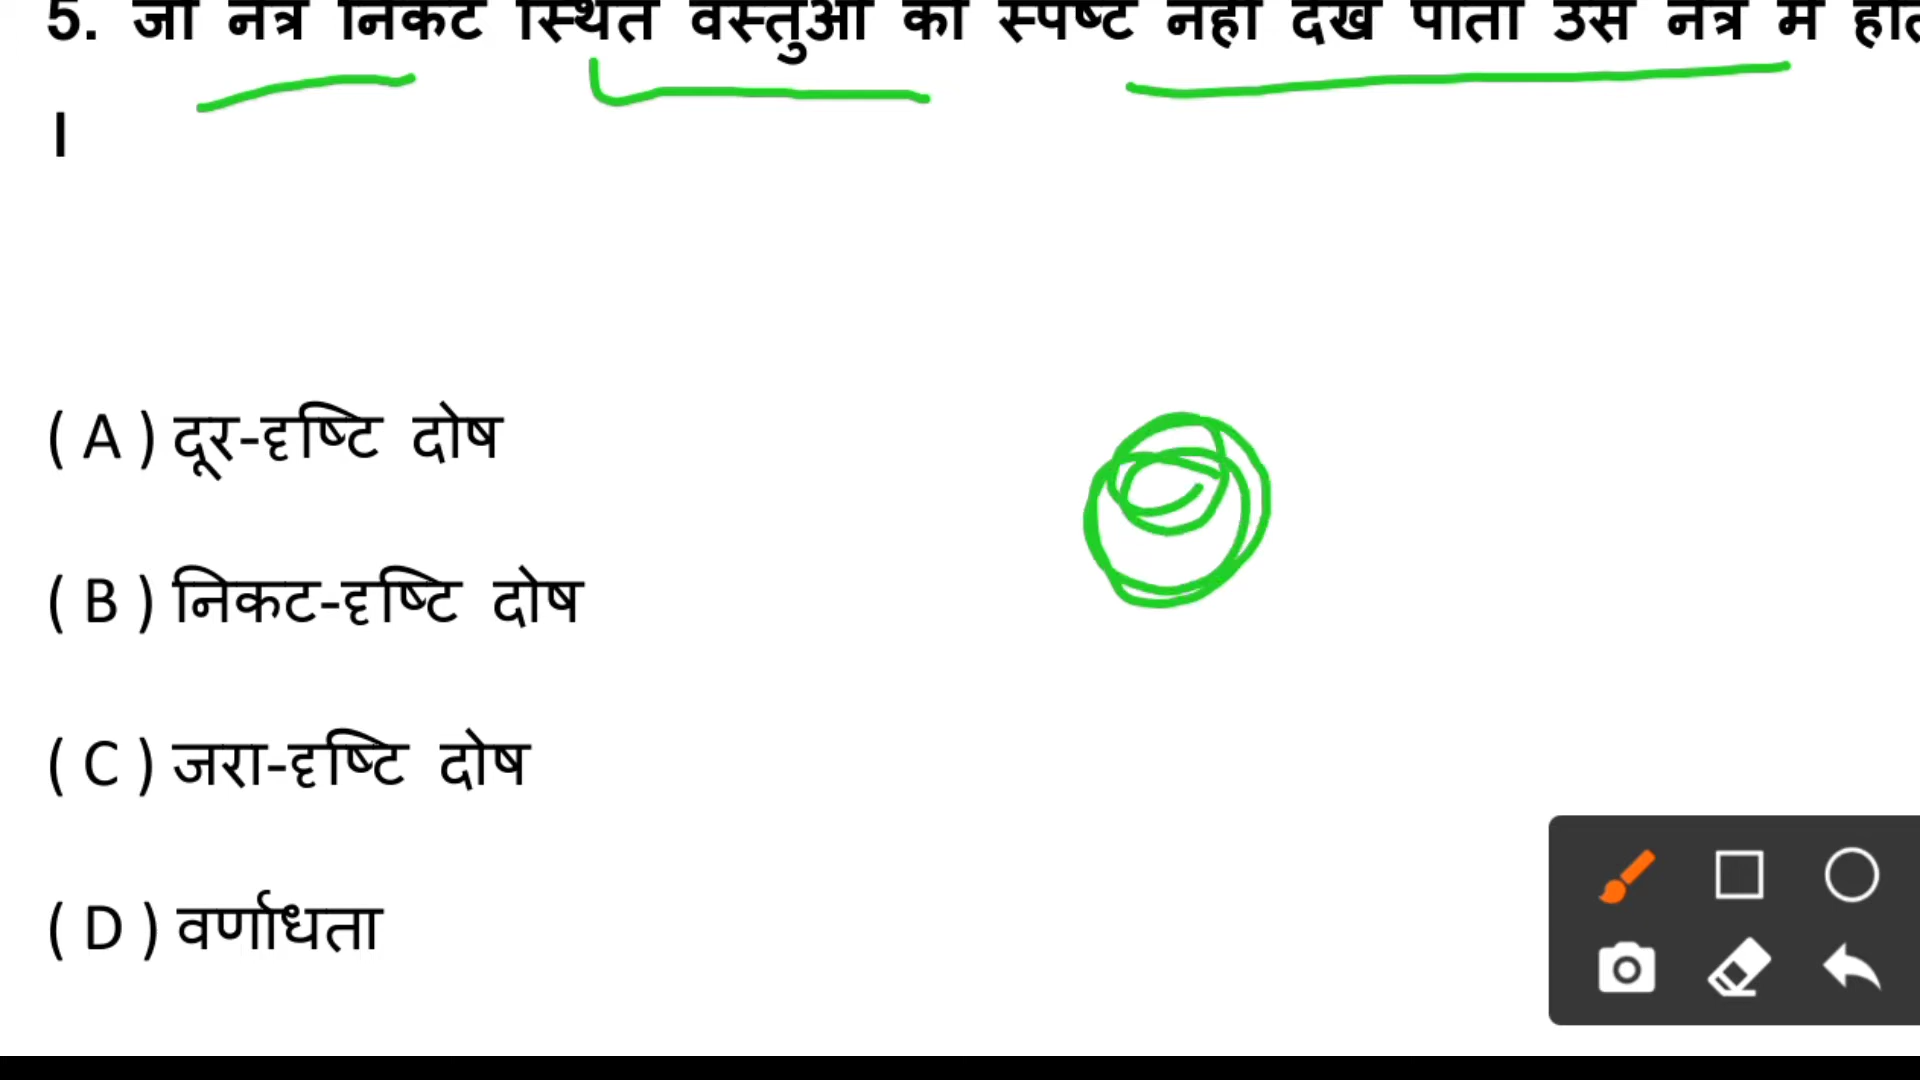 5. जो नेत्र निकट स्थित वस्तुओं को स्पष्ट नहीं देख पाता उस नेत्र में
|
( A ) दूर-दृष्टि दोष
( B ) निकट-दृष्टि दोष
( C ) जरा-दृष्टि दोष
( D ) वर्णाधता